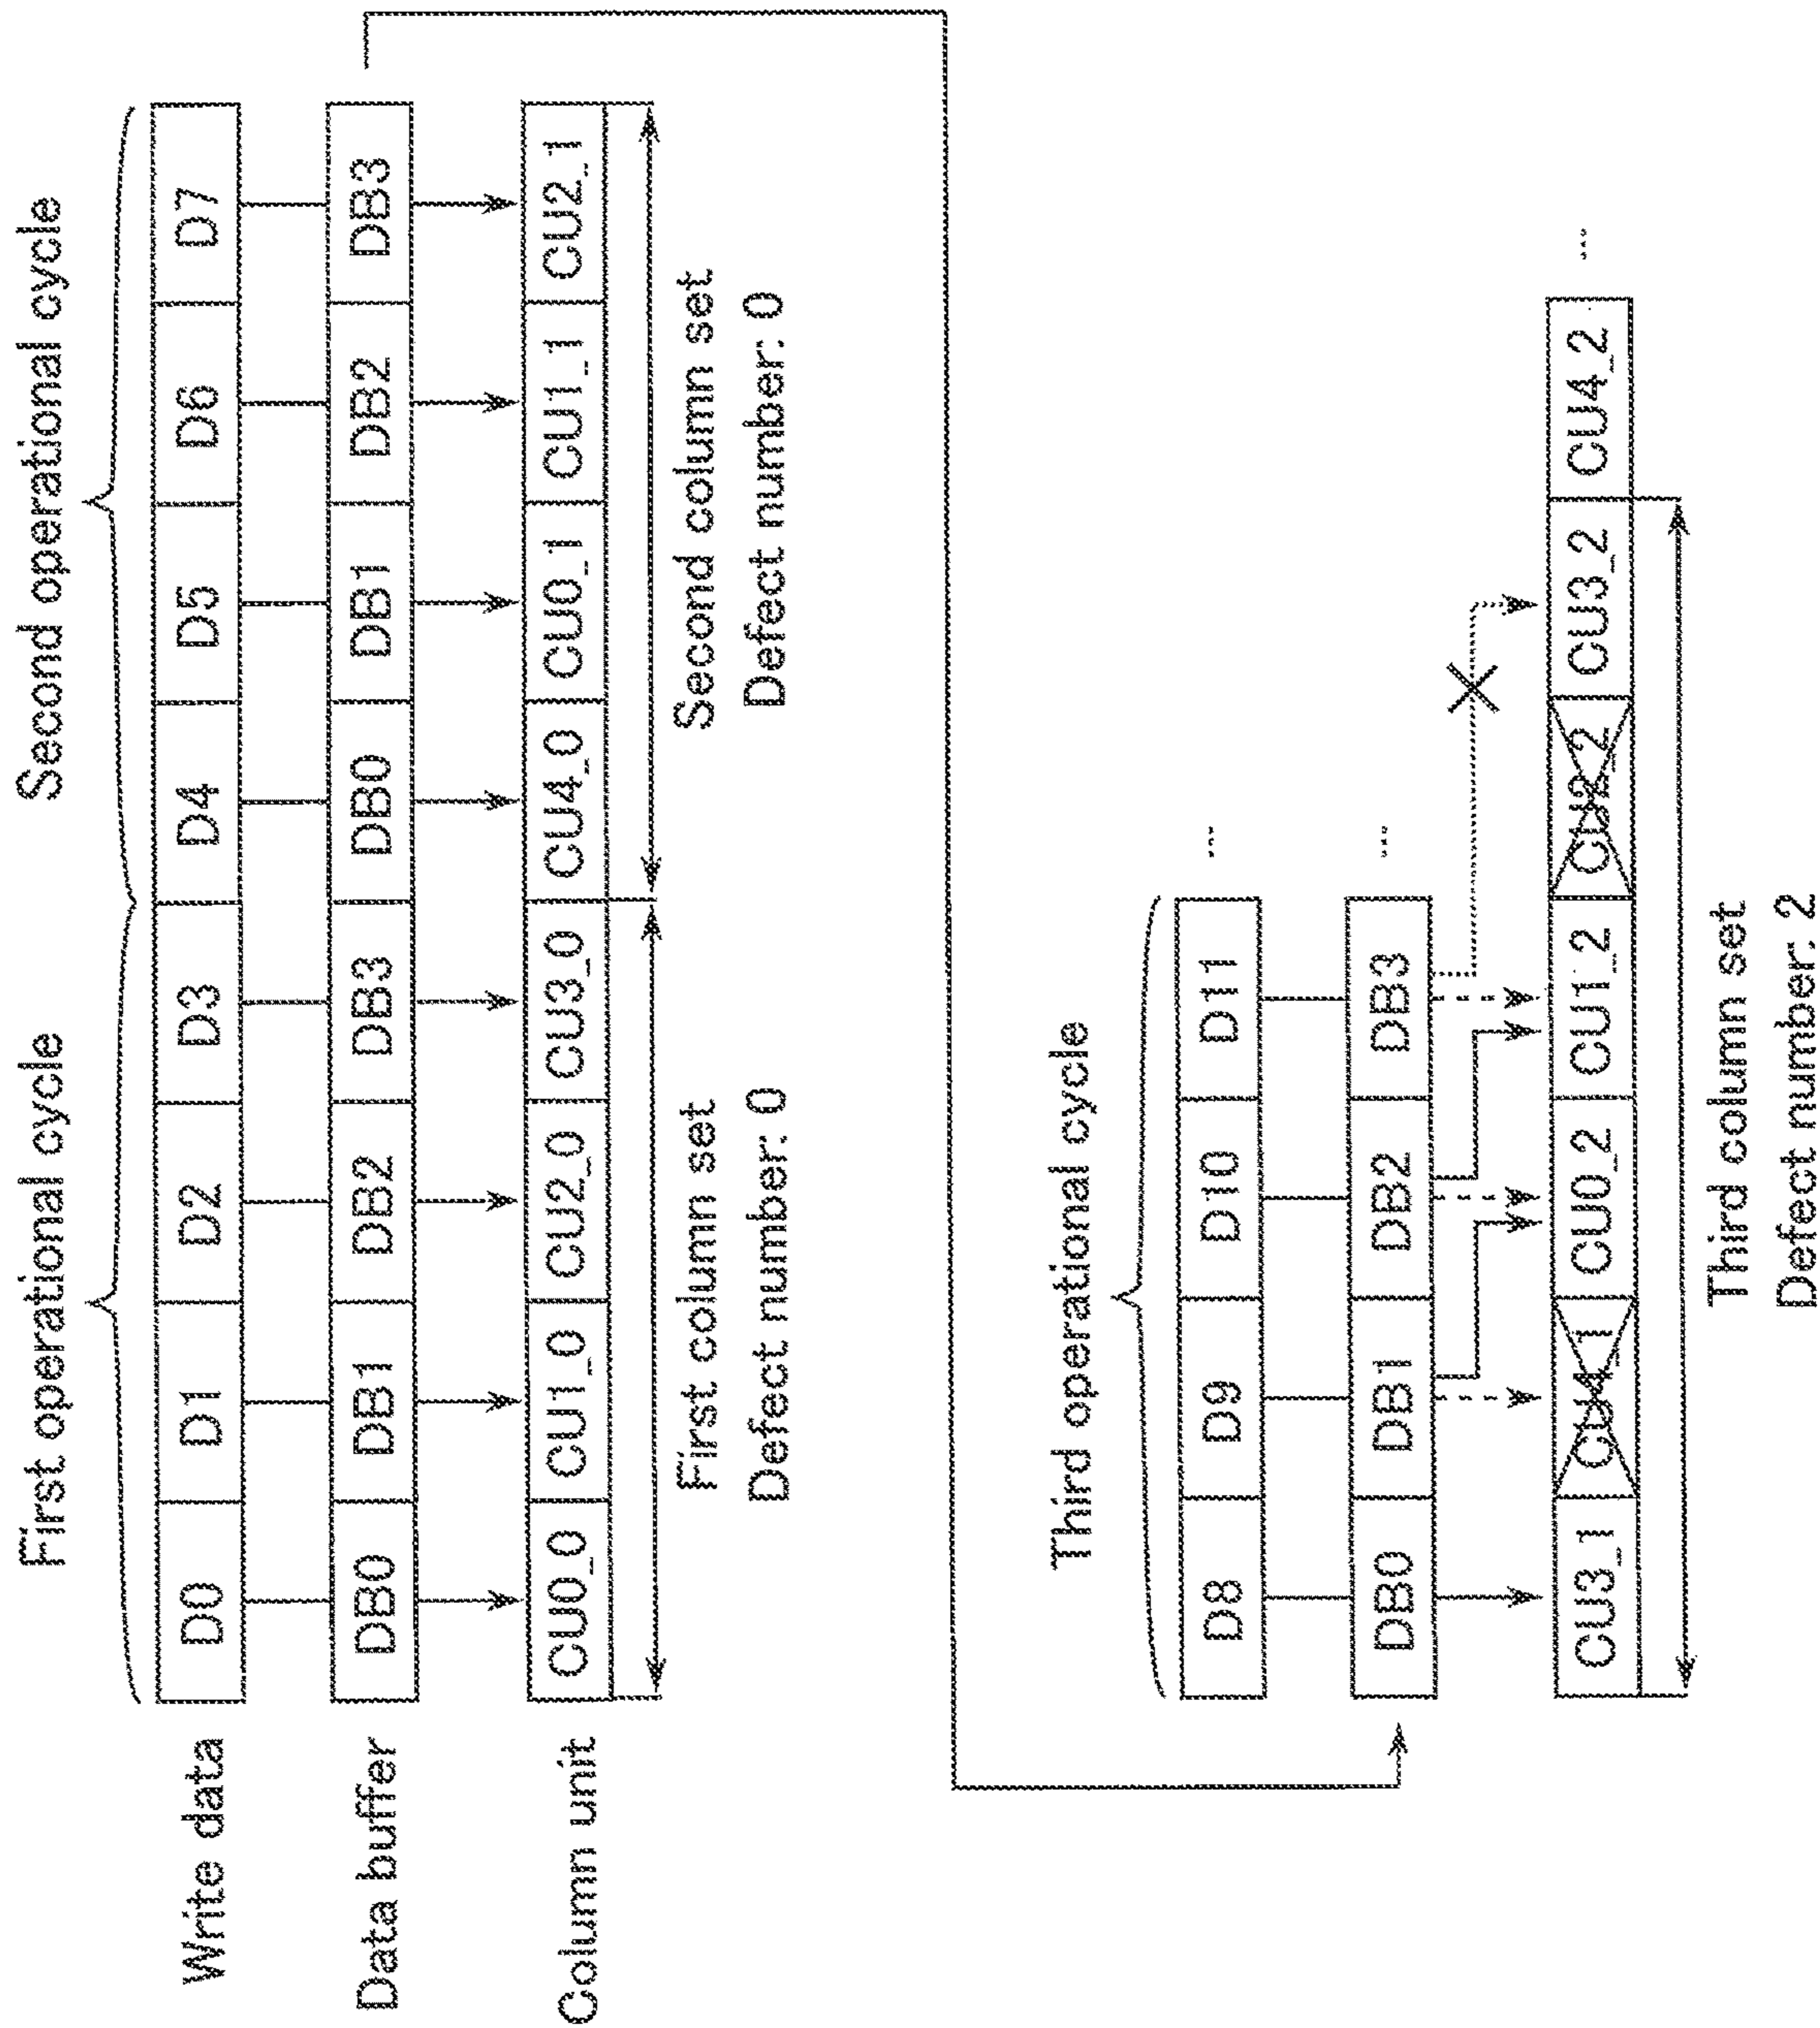 First operational cycle Second operational cycle
Write data D0 D1 D2 D3 D4 D5 D6 D7
Data buffer DB0 DB1 DB2 DB3 DB0 DB1 DB2 DB3
Column unit CU0_0 CU1_0 CU2_0 CU3_0 CU4_0 CU0_1 CU1_1 CU2_1
First column set Second column set
Defect number: 0 Defect number: 0
Third operational cycle
D8 D9 D10 D11 ...
DB0 DB1 DB2 DB3 ...
CU3_1 CU4_1 CU0_2 CU1_2 CU2_2 CU3_2 CU4_2 ...
Third column set
Defect number: 2